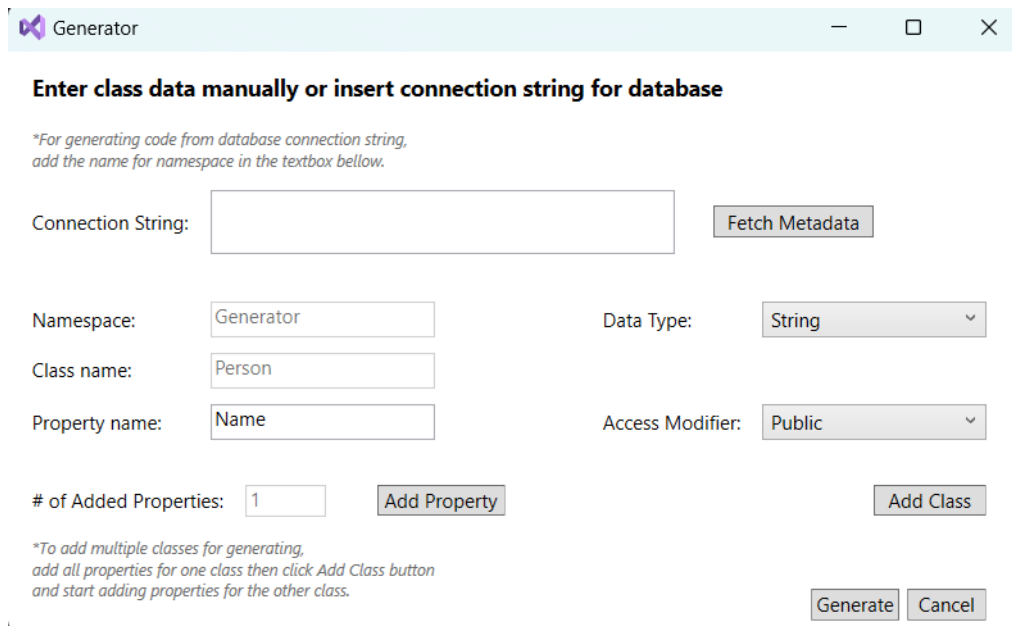 Generator
Enter class data manually or insert connection string for database
*For generating code from database connection string,
add the name for namespace in the textbox bellow.
Connection String:
Fetch Metadata
Namespace:
Generator
Data Type:
String
Class name:
Person
Property name:
Name
Access Modifier:
Public
# of Added Properties:
1
Add Property
Add Class
*To add multiple classes for generating,
add all properties for one class then click Add Class button
and start adding properties for the other class.
Generate
Cancel